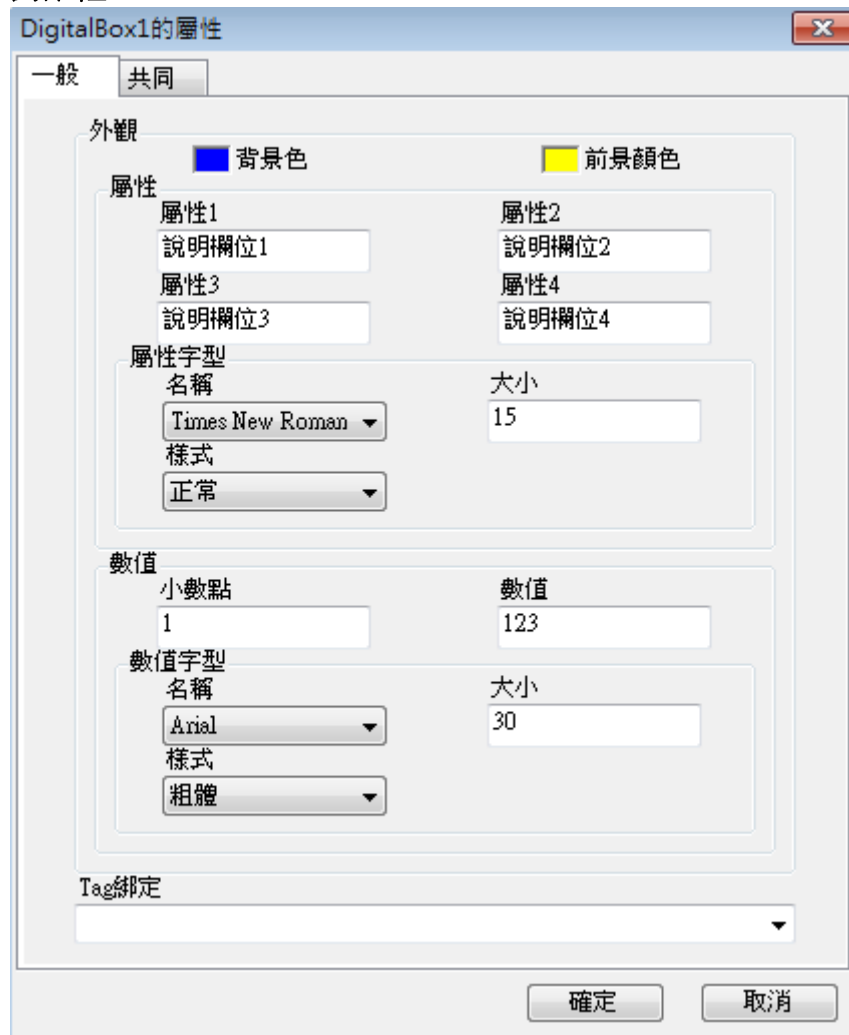 DigitalBox1的屬性
一般 共同
外觀
背景色 前景顏色
屬性
屬性1 屬性2
說明欄位1 說明欄位2
屬性3 屬性4
說明欄位3 說明欄位4
屬性字型
名稱 大小
Times New Roman 15
樣式
正常
數值
小數點 數值
1 123
數值字型
名稱 大小
Arial 30
樣式
粗體
Tag綁定
確定 取消